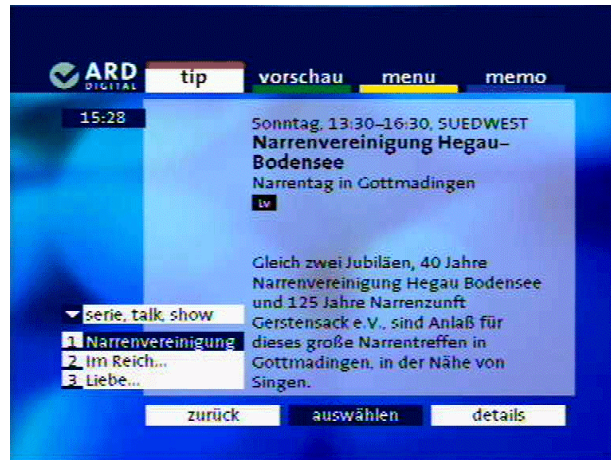 ARD DIGITAL
tip vorschau menu memo
15:28
Sonntag, 13:30–16:30, SUEDWEST
Narrenvereinigung Hegau–
Bodensee
Narrentag in Gottmadingen
Lv
Gleich zwei Jubiläen, 40 Jahre
Narrenvereinigung Hegau Bodensee
und 125 Jahre Narrenzunft
Gerstensack e.V., sind Anlaß für
dieses große Narrentreffen in
Gottmadingen, in der Nähe von
Singen.
serie, talk, show
1 Narrenvereinigung
2 Im Reich...
3 Liebe...
zurück auswählen details